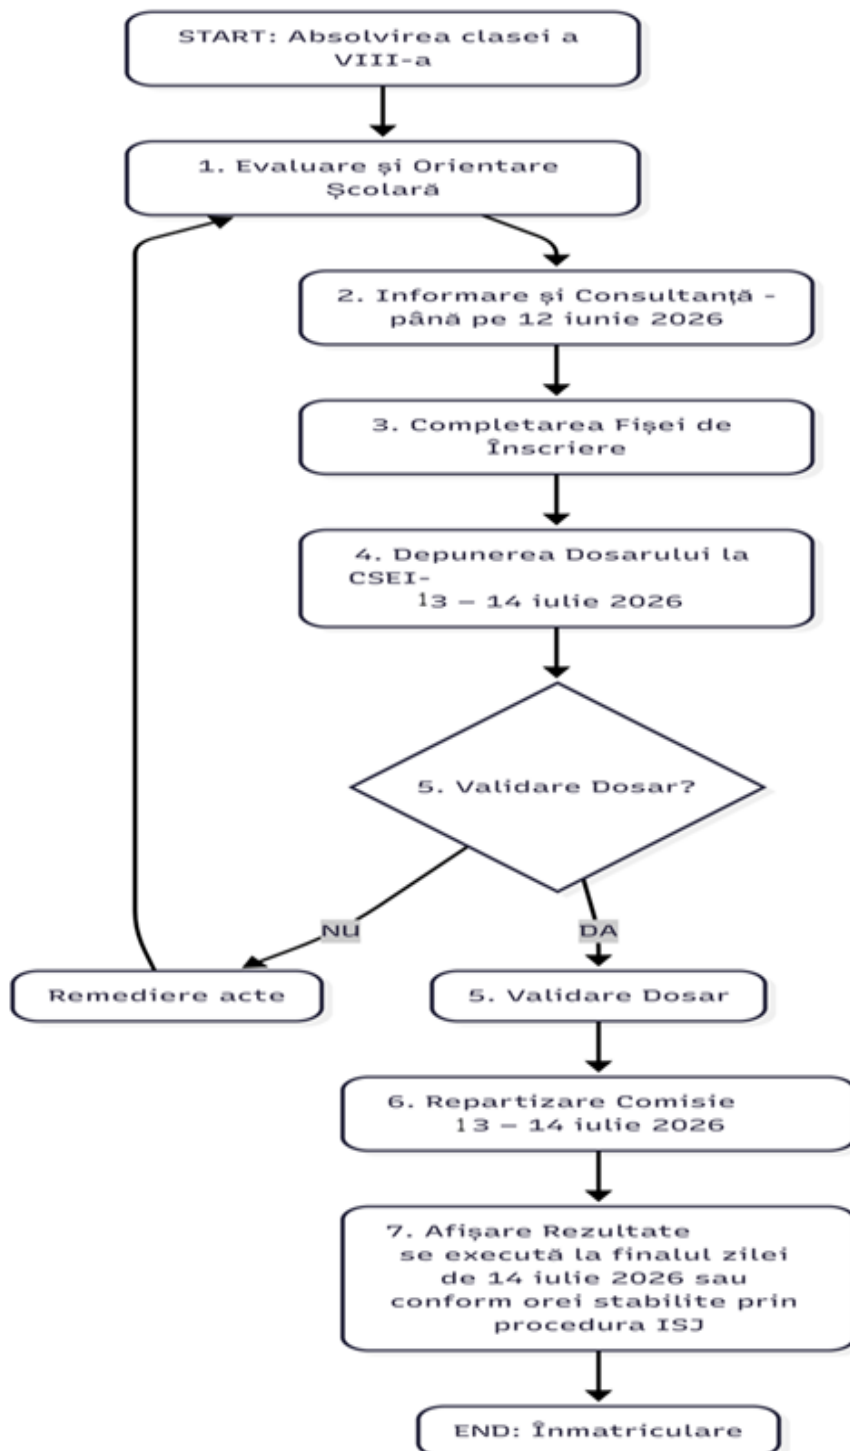 START: Absolvirea clasei a
VIII-a
1. Evaluare și Orientare
Școlară
2. Informare și Consultanță -
până pe 12 iunie 2026
3. Completarea Fișei de
Înscriere
4. Depunerea Dosarului la
CSEI-
13 – 14 iulie 2026
5. Validare Dosar?
NU
DA
Remediere acte
5. Validare Dosar
6. Repartizare Comisie
13 – 14 iulie 2026
7. Afișare Rezultate
se execută la finalul zilei
de 14 iulie 2026 sau
conform orei stabilite prin
procedura ISJ
END: Înmatriculare